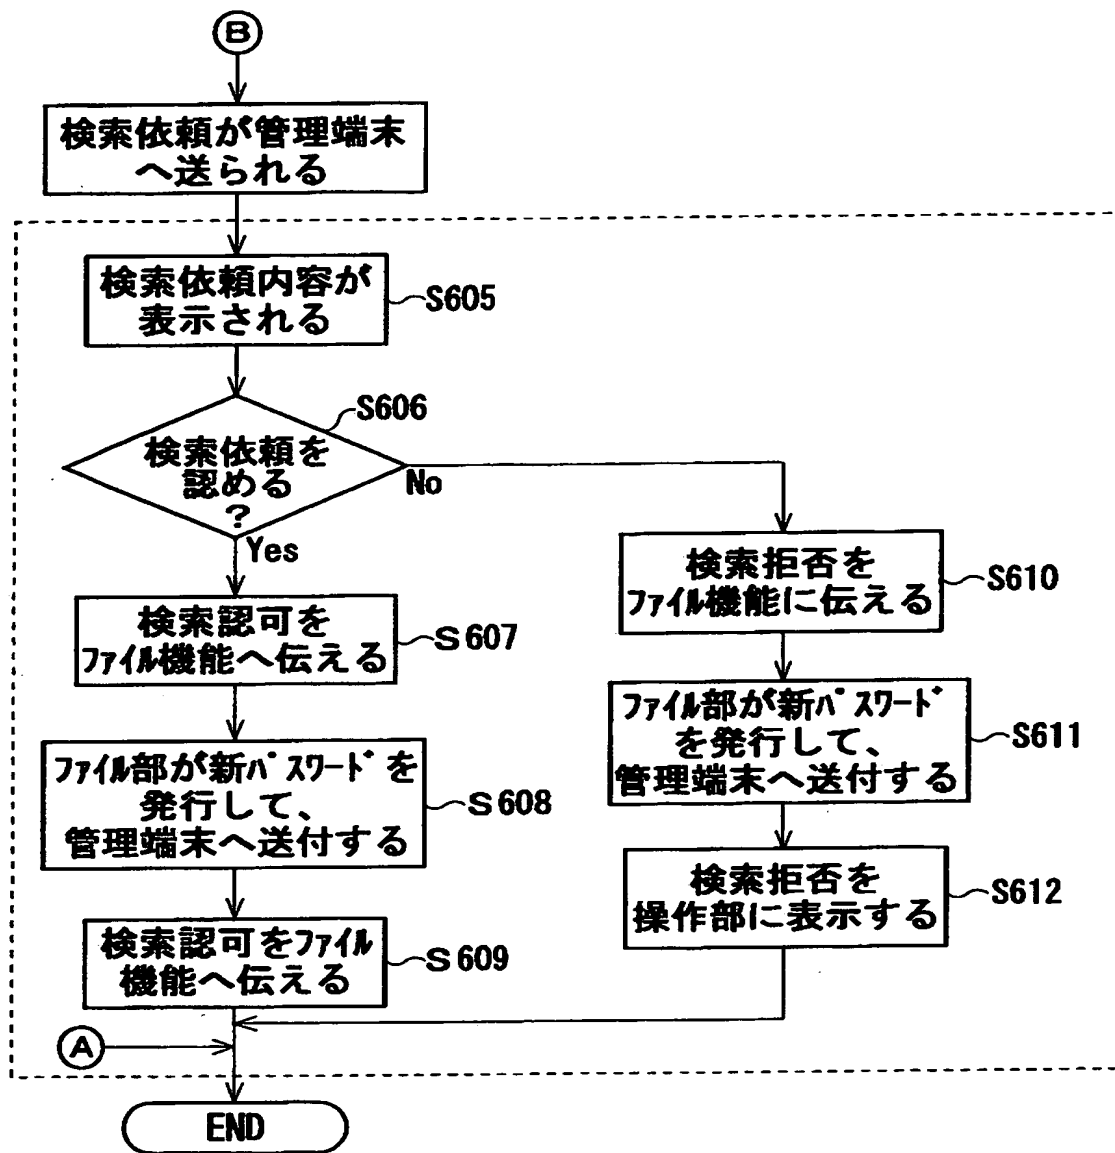 B
検索依頼が管理端末
へ送られる
検索依頼内容が
表示される
S605
S606
検索依頼を
認める
?
No
Yes
検索認可を
ファイル機能へ伝える
S607
ファイル部が新パスワードを
発行して、
管理端末へ送付する
S608
検索認可をファイル
機能へ伝える
S609
検索拒否を
ファイル機能に伝える
S610
ファイル部が新パスワード
を発行して、
管理端末へ送付する
S611
検索拒否を
操作部に表示する
S612
A
END